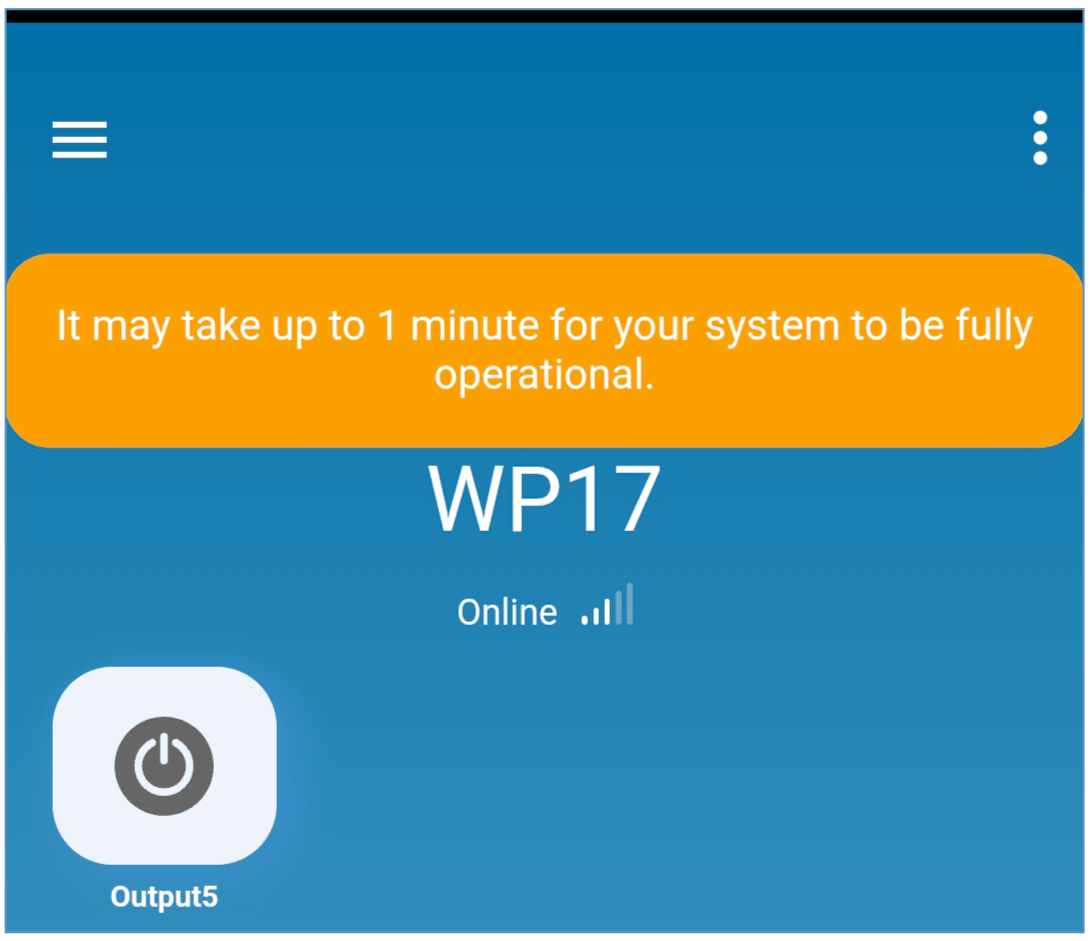 It may take up to 1 minute for your system to be fully
operational.
WP17
Online
Output5